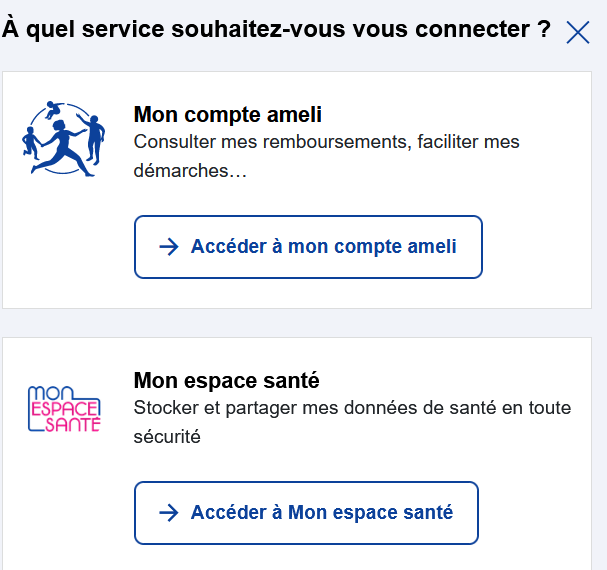 À quel service souhaitez-vous vous connecter ?
Mon compte ameli
Consulter mes remboursements, faciliter mes
démarches…
Accéder à mon compte ameli
mon
ESPACE
SANTÉ
Mon espace santé
Stocker et partager mes données de santé en toute
sécurité
Accéder à Mon espace santé